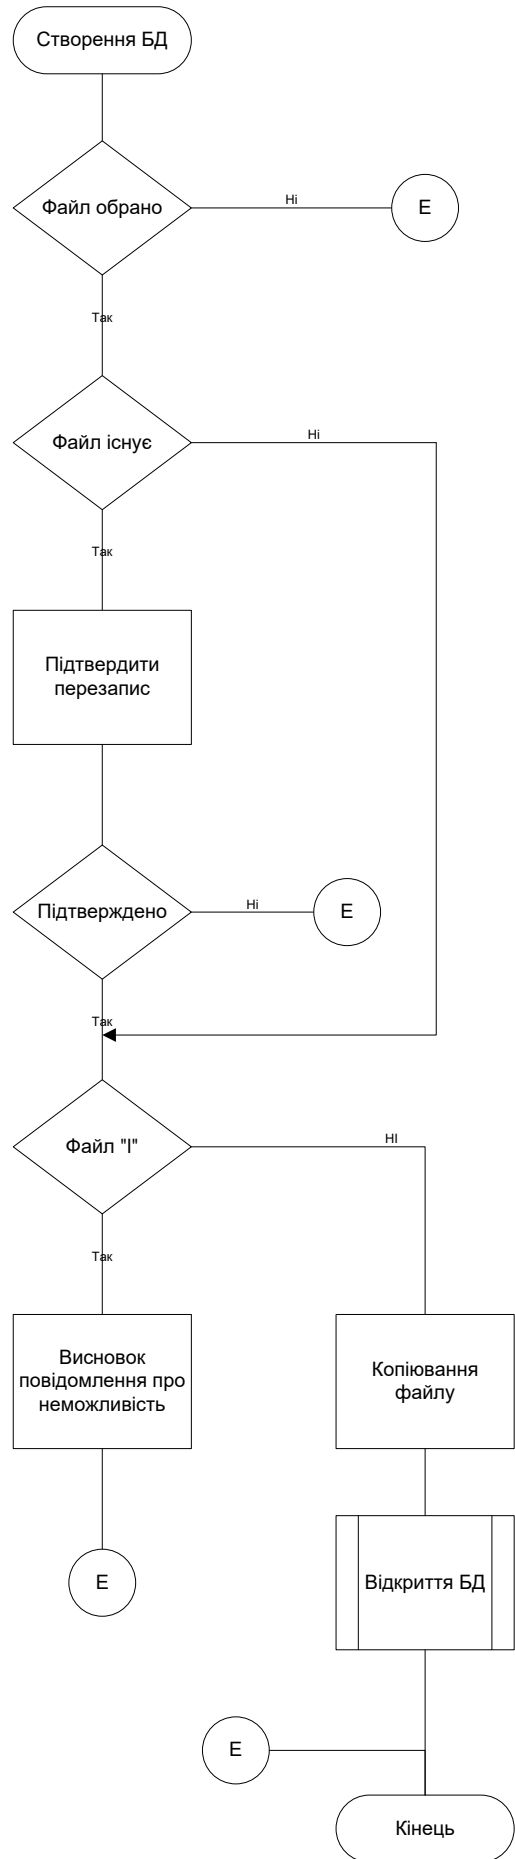 Створення БД
Файл обрано
Ні
Е
Так
Файл існує
Ні
Так
Підтвердити
перезапис
Підтверждено
Ні
Е
Так
Файл "І"
НІ
Так
Висновок
повідомлення про
неможливість
Копіювання
файлу
Е
Відкриття БД
Е
Кінець